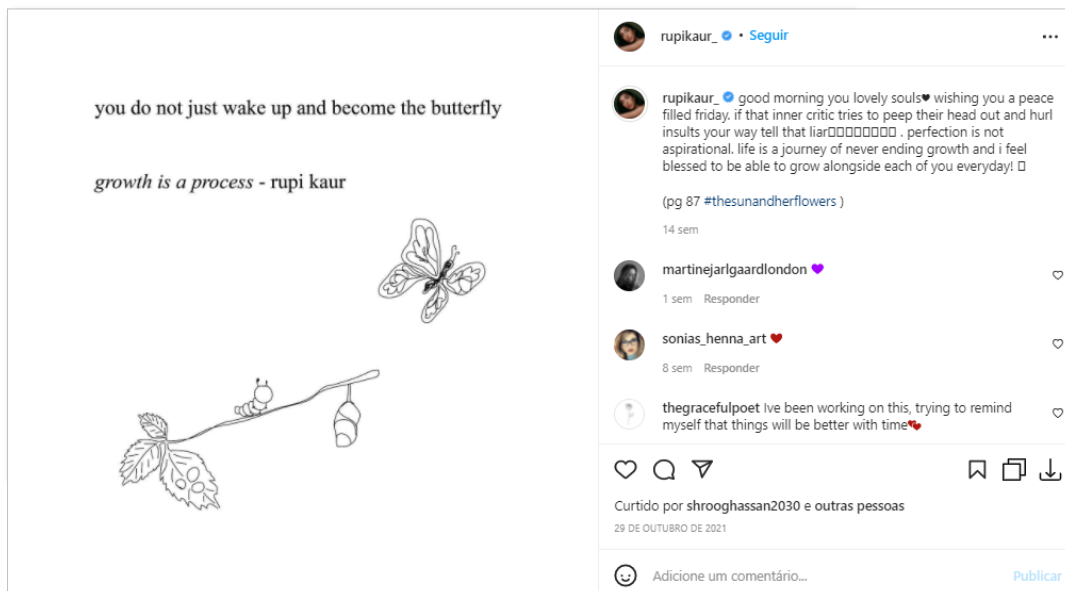 you do not just wake up and become the butterfly
growth is a process - rupi kaur
rupikaur_ • Seguir
rupikaur_ good morning you lovely souls🖤 wishing you a peace
filled friday. if that inner critic tries to peep their head out and hurl
insults your way tell that liar▯▯▯▯▯▯▯▯ . perfection is not
aspirational. life is a journey of never ending growth and i feel
blessed to be able to grow alongside each of you everyday! ▯
(pg 87 #thesunandherflowers )
14 sem
martinejarlgaardlondon 💜
1 sem Responder
sonias_henna_art ❤
8 sem Responder
thegracefulpoet Ive been working on this, trying to remind
myself that things will be better with time💕
Curtido por shrooghassan2030 e outras pessoas
29 DE OUTUBRO DE 2021
Adicione um comentário... Publicar